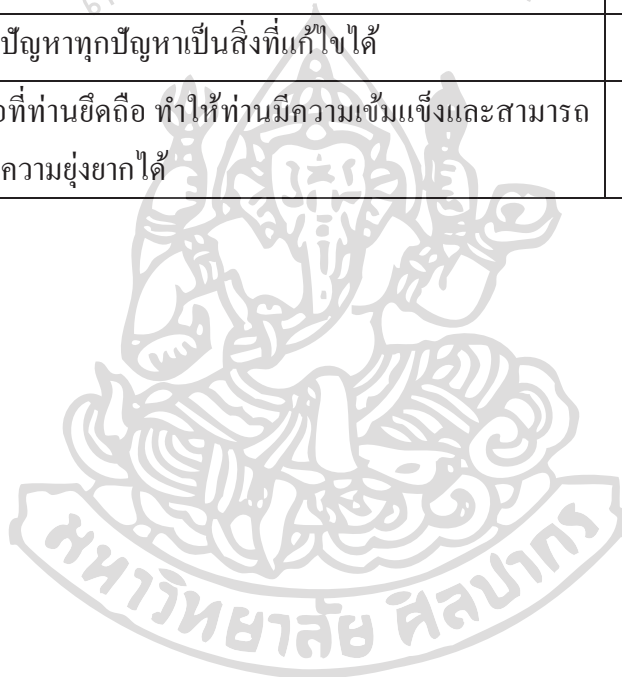 ปัญหาทุกปัญหาเป็นสิ่งที่แก้ไขได้
ที่ท่านยึดถือ ทำให้ท่านมีความเข้มแข็งและสามารถ
ความยุ่งยากได้
มหาวิทยาลัย ศิลปากร